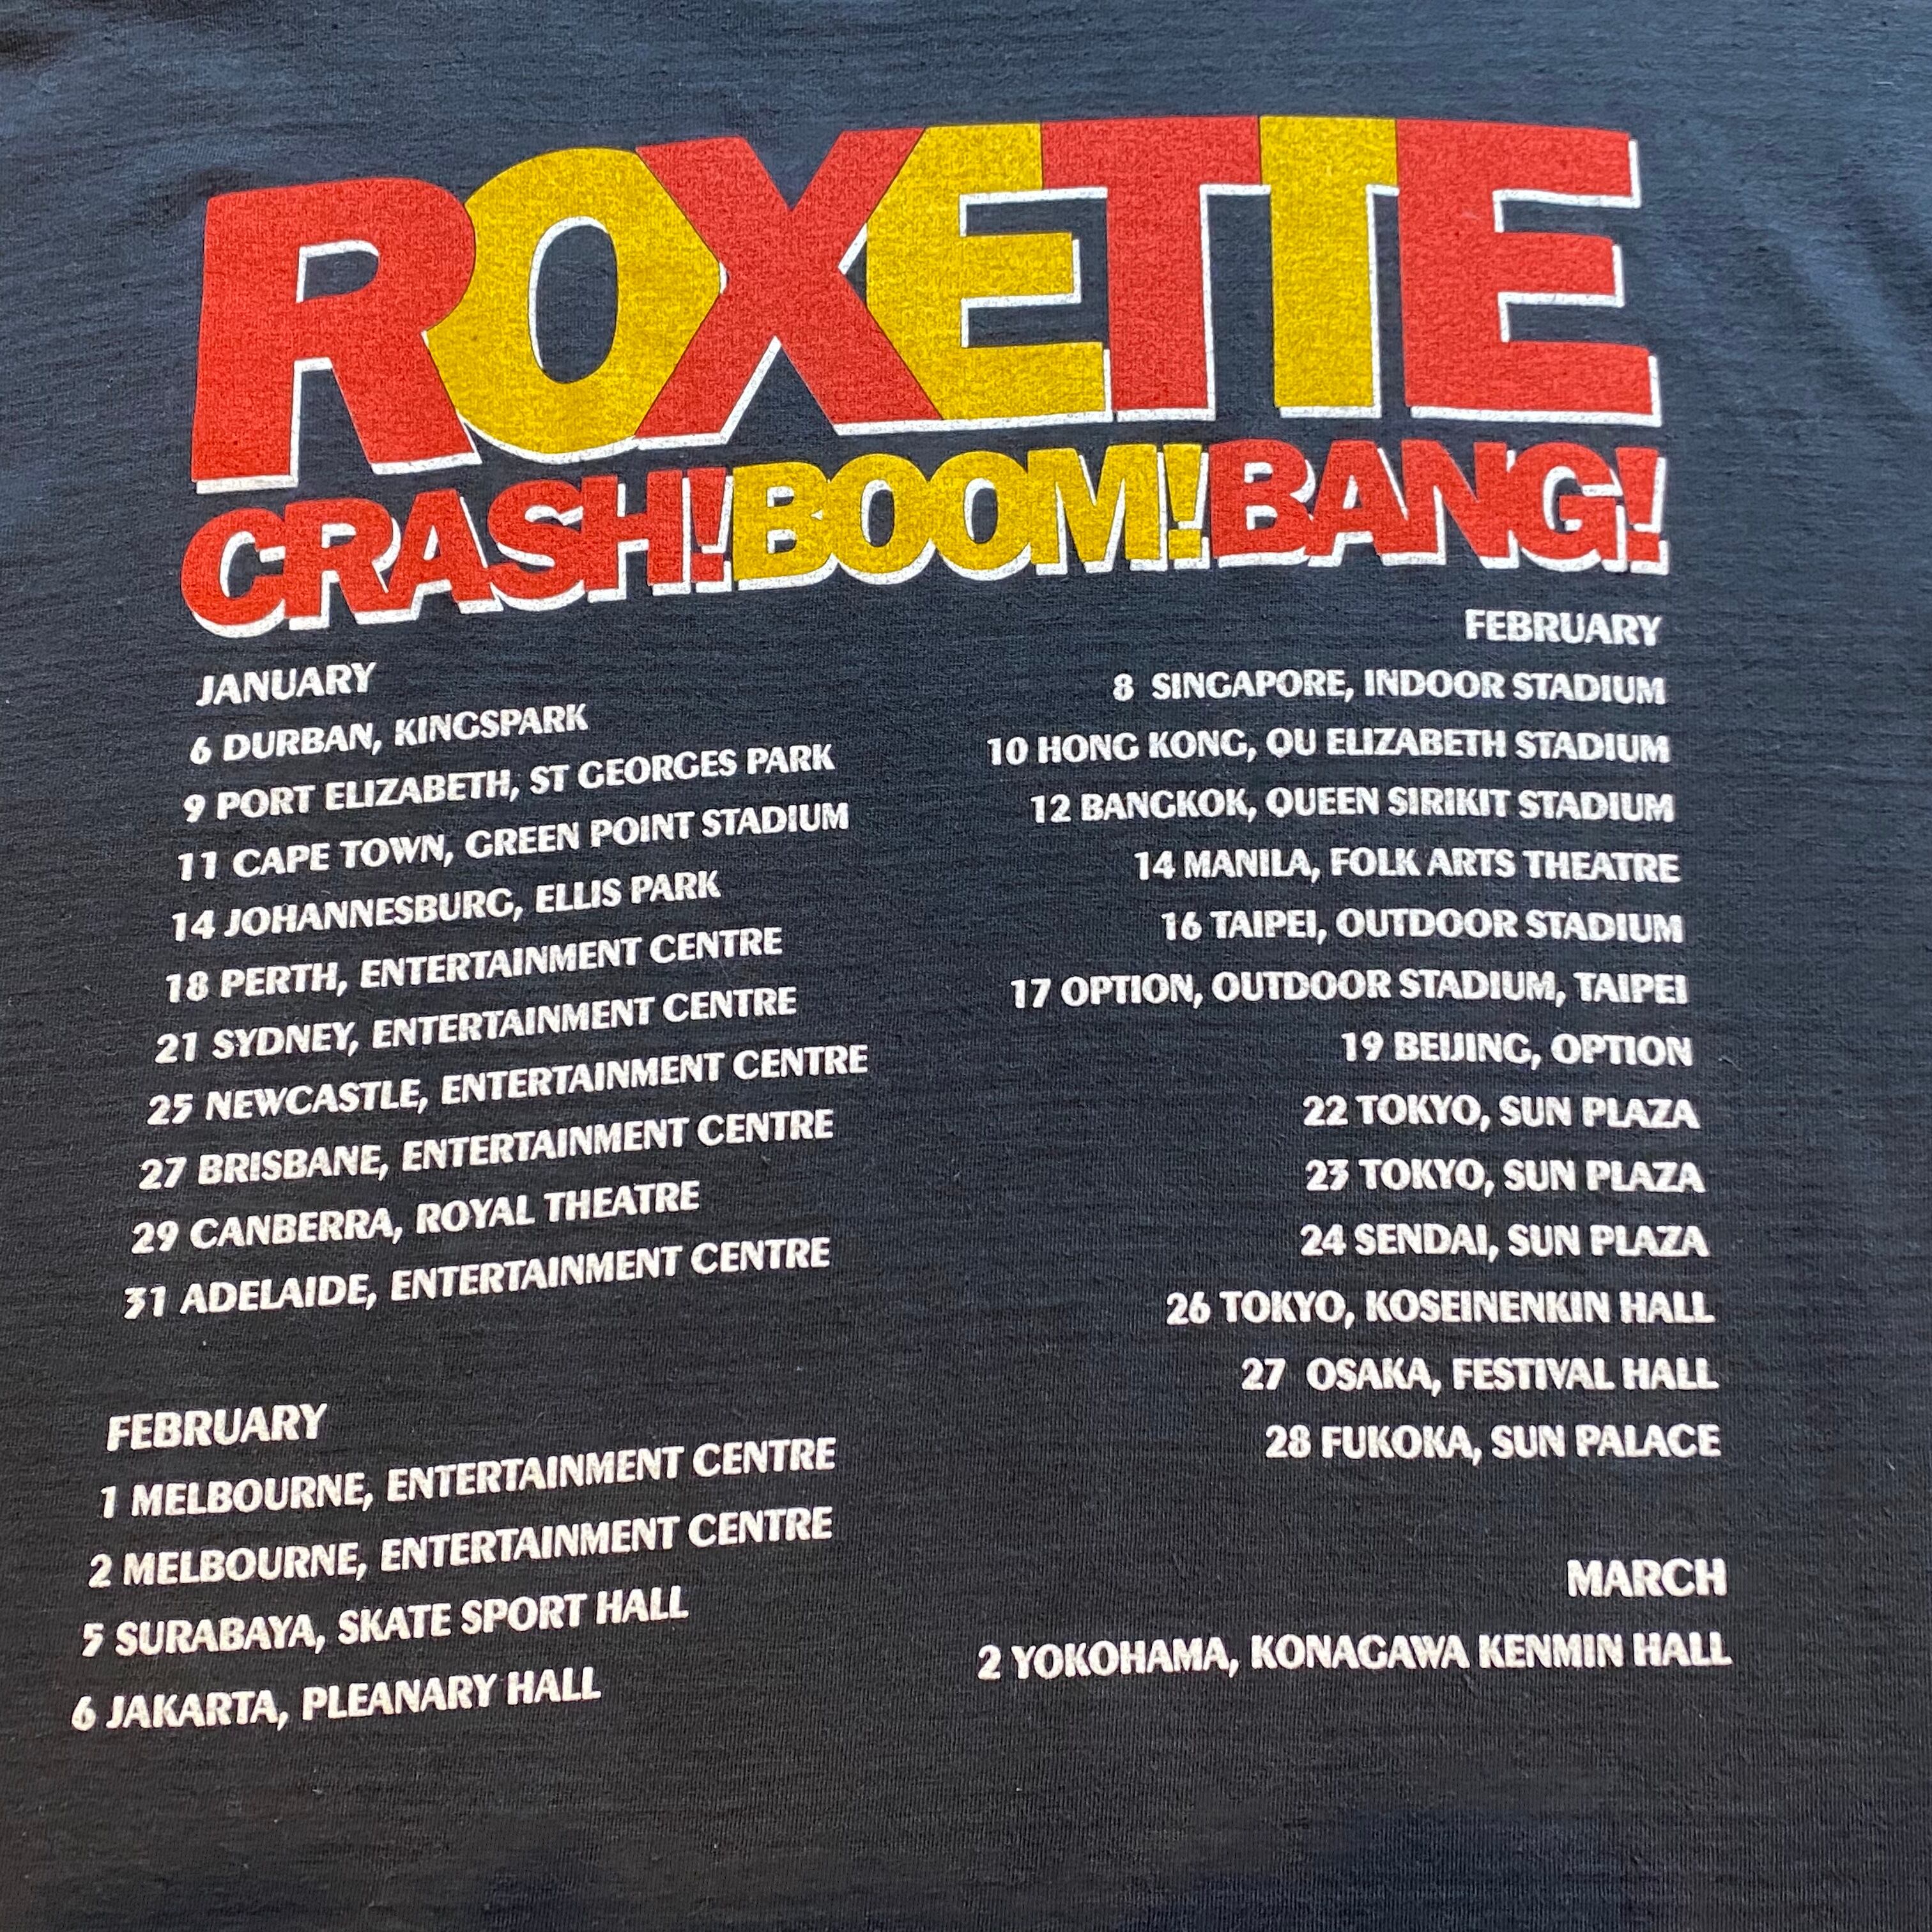 ROXETTE
CRASH!BOOM!BANG!
JANUARY
6 DURBAN, KINGSPARK
9 PORT ELIZABETH, ST GEORGES PARK
11 CAPE TOWN, GREEN POINT STADIUM
14 JOHANNESBURG, ELLIS PARK
18 PERTH, ENTERTAINMENT CENTRE
21 SYDNEY, ENTERTAINMENT CENTRE
25 NEWCASTLE, ENTERTAINMENT CENTRE
27 BRISBANE, ENTERTAINMENT CENTRE
29 CANBERRA, ROYAL THEATRE
31 ADELAIDE, ENTERTAINMENT CENTRE
FEBRUARY
1 MELBOURNE, ENTERTAINMENT CENTRE
2 MELBOURNE, ENTERTAINMENT CENTRE
5 SURABAYA, SKATE SPORT HALL
6 JAKARTA, PLEANARY HALL
FEBRUARY
8 SINGAPORE, INDOOR STADIUM
10 HONG KONG, QU ELIZABETH STADIUM
12 BANGKOK, QUEEN SIRIKIT STADIUM
14 MANILA, FOLK ARTS THEATRE
16 TAIPEI, OUTDOOR STADIUM
17 OPTION, OUTDOOR STADIUM, TAIPEI
19 BEIJING, OPTION
22 TOKYO, SUN PLAZA
23 TOKYO, SUN PLAZA
24 SENDAI, SUN PLAZA
26 TOKYO, KOSEINENKIN HALL
27 OSAKA, FESTIVAL HALL
28 FUKOKA, SUN PALACE
MARCH
2 YOKOHAMA, KONAGAWA KENMIN HALL